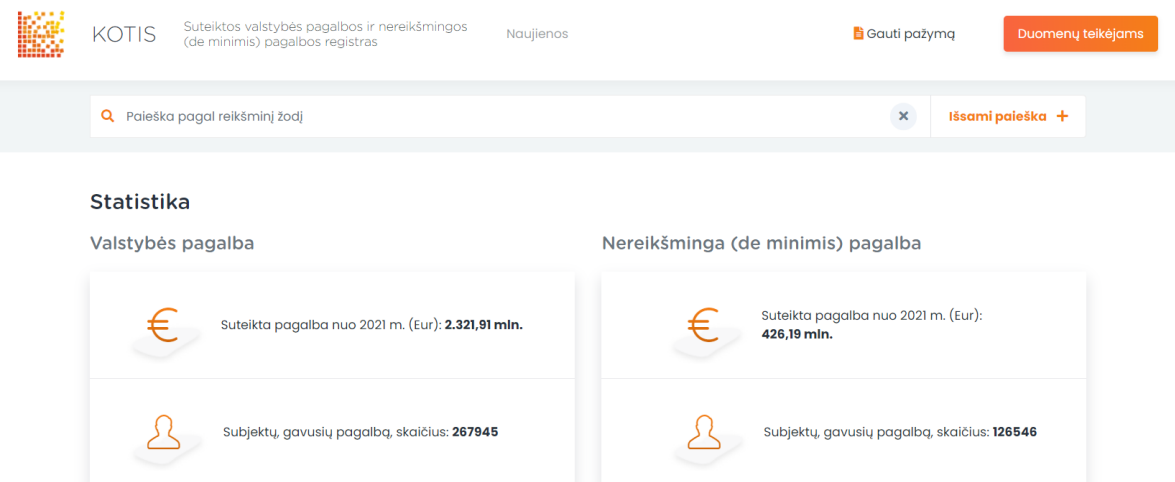 KOTIS
Suteiktos valstybės pagalbos ir nereikšmingos
(de minimis) pagalbos registras
Naujienos
Gauti pažymą
Duomenų teikėjams
Paieška pagal reikšminį žodį
Išsami paieška +
Statistika
Valstybės pagalba
Suteikta pagalba nuo 2021 m. (Eur): 2.321,91 mln.
Subjektų, gavusių pagalbą, skaičius: 267945
Nereikšminga (de minimis) pagalba
Suteikta pagalba nuo 2021 m. (Eur):
426,19 mln.
Subjektų, gavusių pagalbą, skaičius: 126546